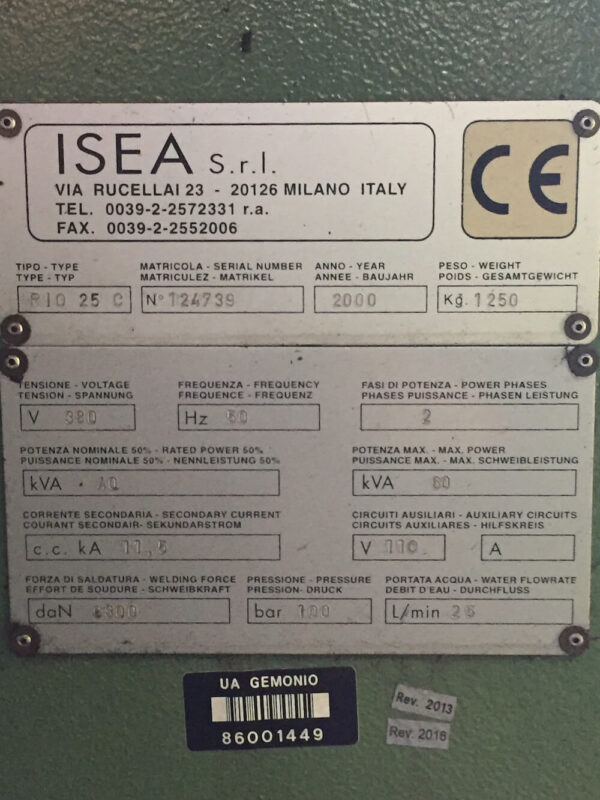 ISEA S.r.l.
VIA RUCELLAI 23 - 20126 MILANO ITALY
TEL. 0039-2-2572331 r.a.
FAX. 0039-2-2552006
CE
TIPO - TYPE
TYPE - TYP
RIO 25 C
MATRICOLA - SERIAL NUMBER
MATRICULEZ - MATRIKEL
N° 124739
ANNO - YEAR
ANNEE - BAUJAHR
2000
PESO - WEIGHT
POIDS - GESAMTGEWICHT
Kg. 1250
TENSIONE - VOLTAGE
TENSION - SPANNUNG
V 380
FREQUENZA - FREQUENCY
FREQUENCE - FREQUENZ
Hz 50
FASI DI POTENZA - POWER PHASES
PHASES PUISSANCE - PHASEN LEISTUNG
2
POTENZA NOMINALE 50% - RATED POWER 50%
PUISSANCE NOMINALE 50% - NENNLEISTUNG 50%
kVA
POTENZA MAX. - MAX. POWER
PUISSANCE MAX. - MAX. SCHWEIBLEISTUNG
kVA
CORRENTE SECONDARIA - SECONDARY CURRENT
COURANT SECONDAIR - SEKUNDARSTROM
c.c. kA 11,5
CIRCUITI AUSILIARI - AUXILIARY CIRCUITS
CIRCUITS AUXILIARES - HILFSKREIS
V 110
A
FORZA DI SALDATURA - WELDING FORCE
EFFORT DE SOUDURE - SCHWEIBKRAFT
daN
PRESSIONE - PRESSURE
PRESSION - DRUCK
bar 100
PORTATA ACQUA - WATER FLOWRATE
DEBIT D'EAU - DURCHFLUSS
L/min 25
UA GEMONIO
86001449
Rev. 2013
Rev. 2016